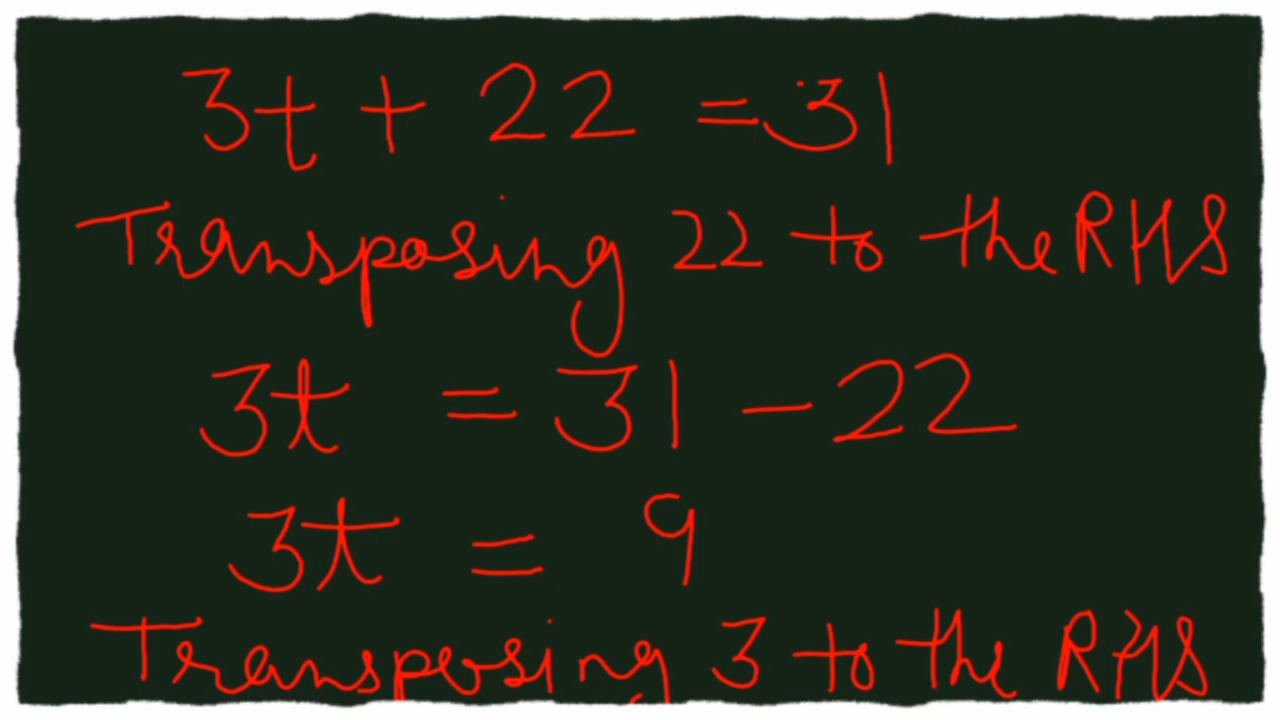 3t + 22 = 31
Transposing 22 to the RHS
3t = 31 - 22
3t = 9
Transposing 3 to the RHS